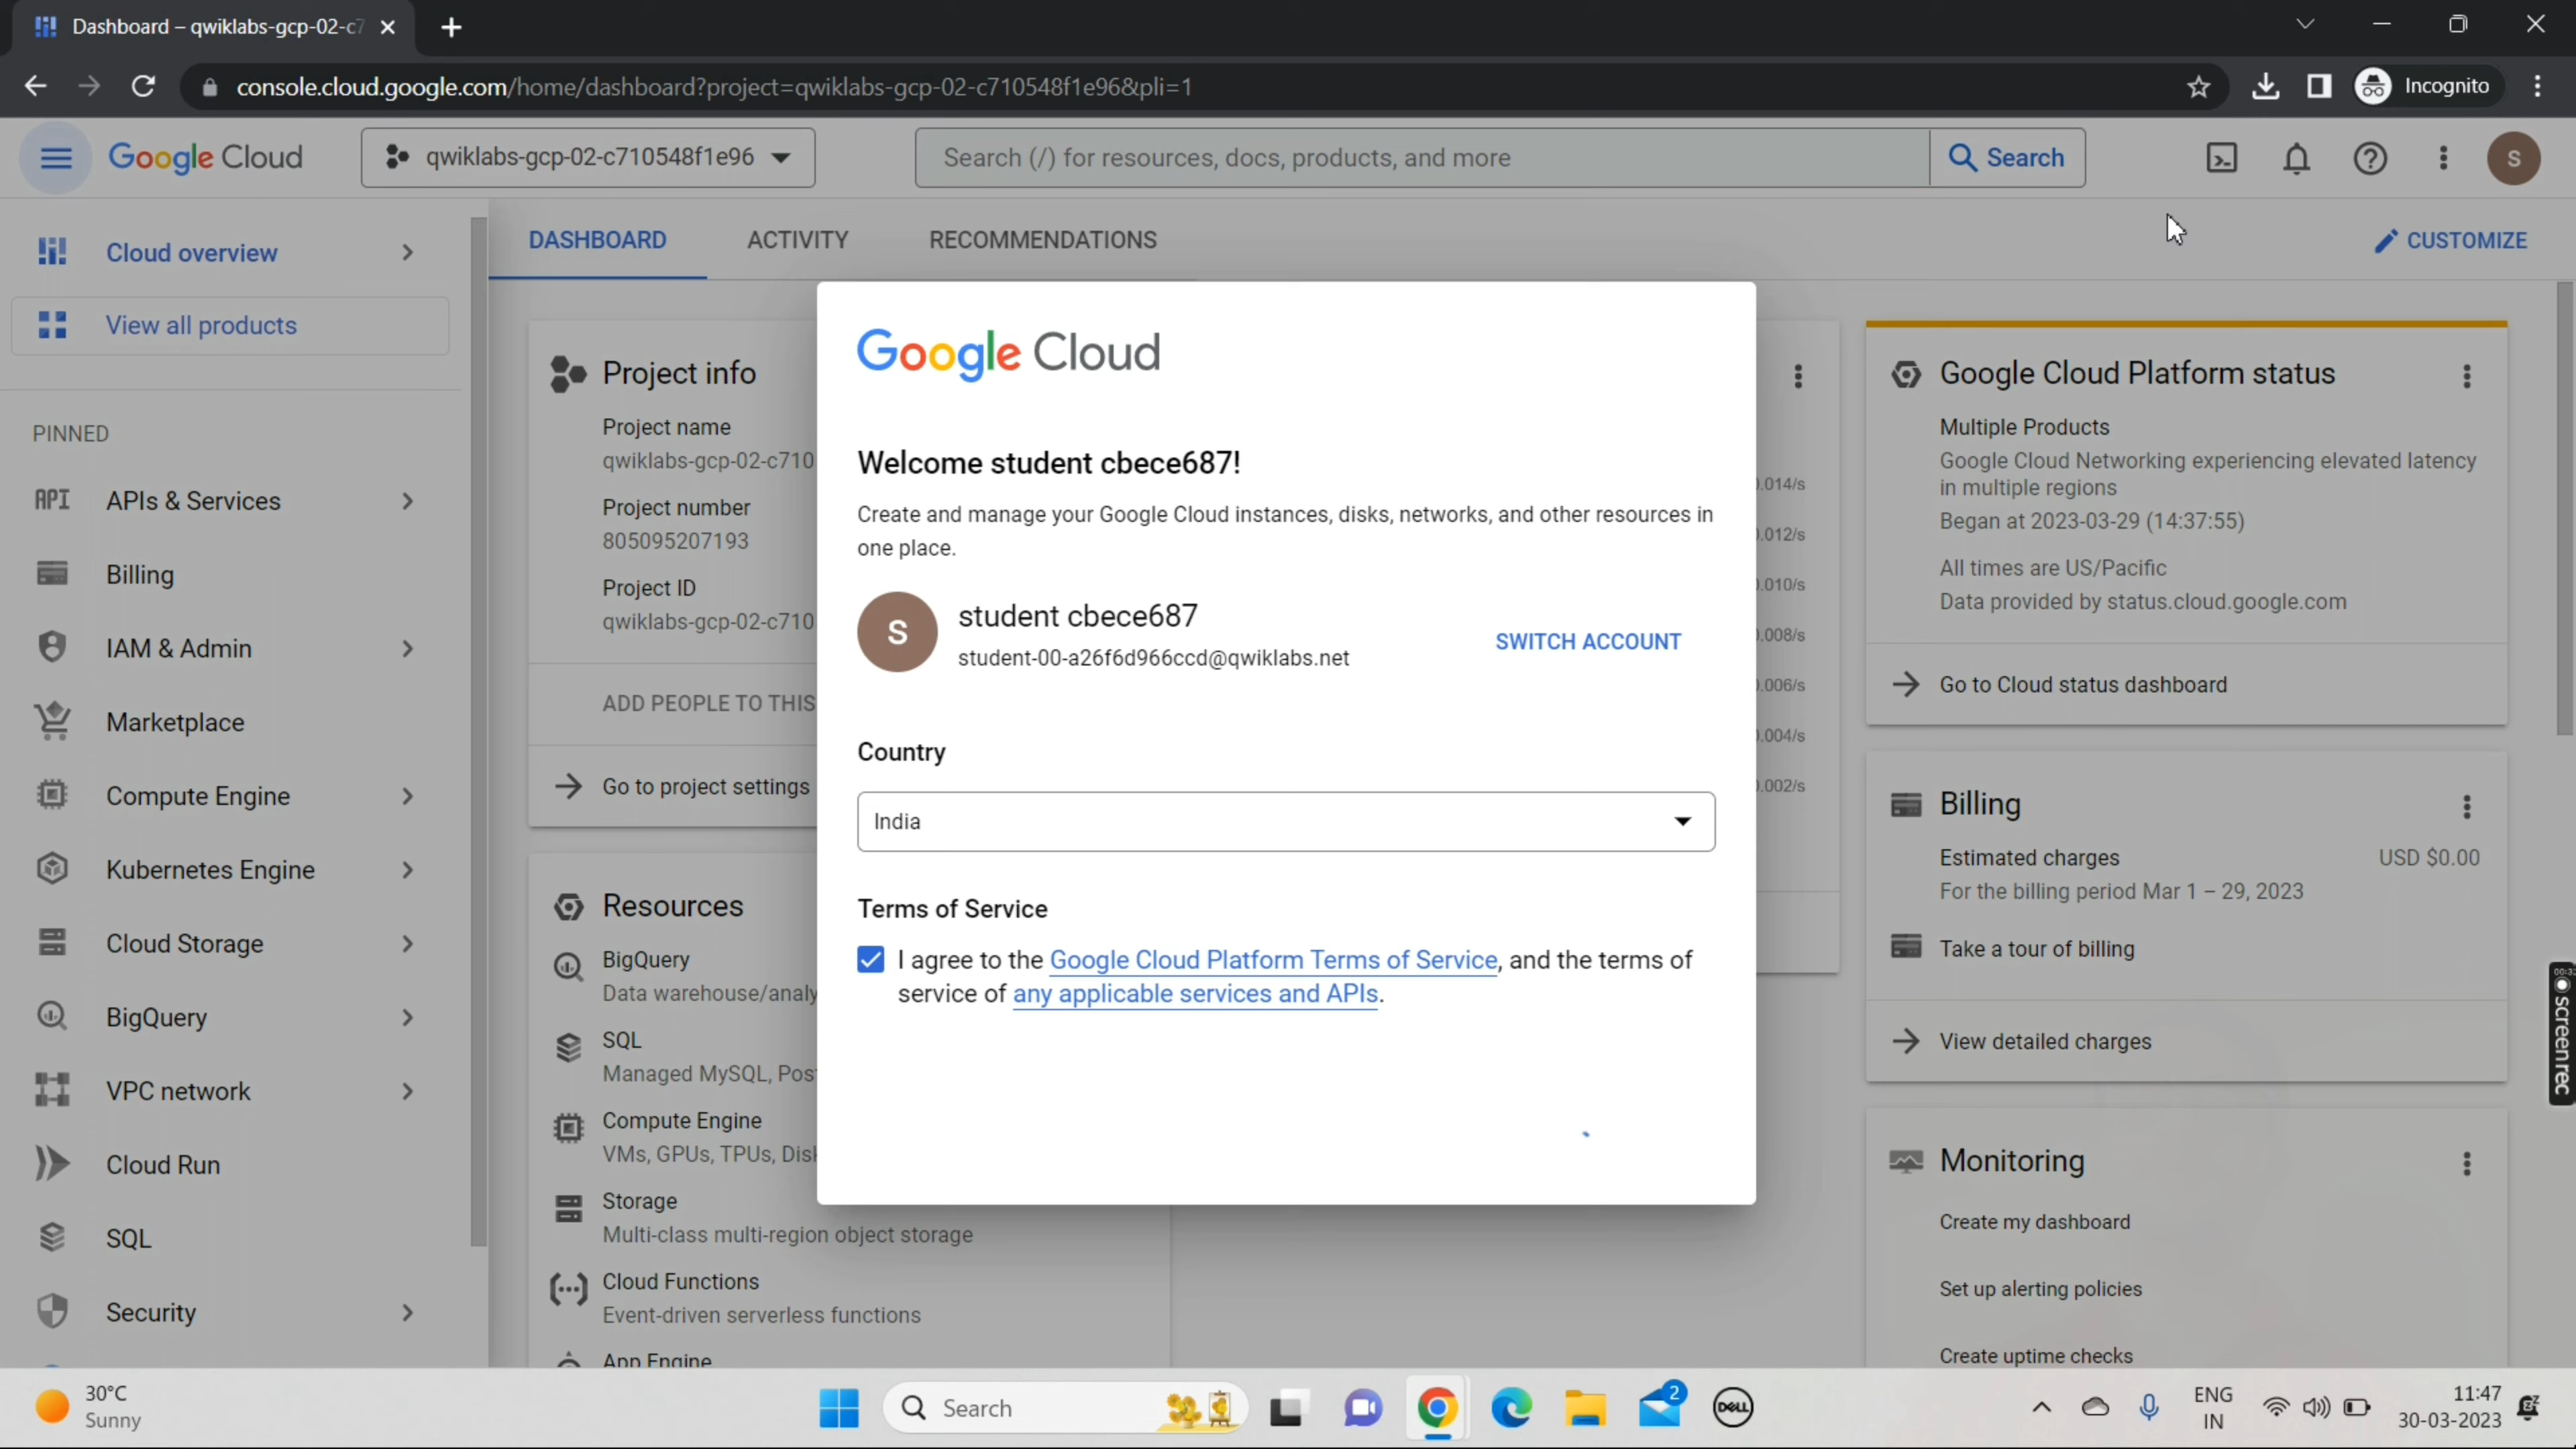 Dashboard – qwiklabs-gcp-02-c7
console.cloud.google.com/home/dashboard?project=qwiklabs-gcp-02-c710548f1e96&pli=1
Incognito
Google Cloud
qwiklabs-gcp-02-c710548f1e96
Search (/) for resources, docs, products, and more
Search
S
Cloud overview
View all products
PINNED
API
APIs & Services
Billing
IAM & Admin
Marketplace
Compute Engine
Kubernetes Engine
Cloud Storage
BigQuery
VPC network
Cloud Run
SQL
Security
DASHBOARD
ACTIVITY
RECOMMENDATIONS
CUSTOMIZE
Project info
Project name
qwiklabs-gcp-02-c710
Project number
805095207193
Project ID
qwiklabs-gcp-02-c710
ADD PEOPLE TO THIS
Go to project settings
Resources
BigQuery
Data warehouse/analy
SQL
Managed MySQL, Pos
Compute Engine
VMs, GPUs, TPUs, Disk
Storage
Multi-class multi-region object storage
Cloud Functions
Event-driven serverless functions
App Engine
Google Cloud
Welcome student cbece687!
Create and manage your Google Cloud instances, disks, networks, and other resources in
one place.
S
student cbece687
student-00-a26f6d966ccd@qwiklabs.net
SWITCH ACCOUNT
Country
India
Terms of Service
I agree to the Google Cloud Platform Terms of Service, and the terms of
service of any applicable services and APIs.
.014/s
.012/s
.010/s
.008/s
.006/s
.004/s
.002/s
Google Cloud Platform status
Multiple Products
Google Cloud Networking experiencing elevated latency
in multiple regions
Began at 2023-03-29 (14:37:55)
All times are US/Pacific
Data provided by status.cloud.google.com
Go to Cloud status dashboard
Billing
Estimated charges
USD $0.00
For the billing period Mar 1 – 29, 2023
Take a tour of billing
View detailed charges
Monitoring
Create my dashboard
Set up alerting policies
Create uptime checks
screenrec
30°C
Sunny
Search
2
DELL
ENG
IN
11:47
30-03-2023